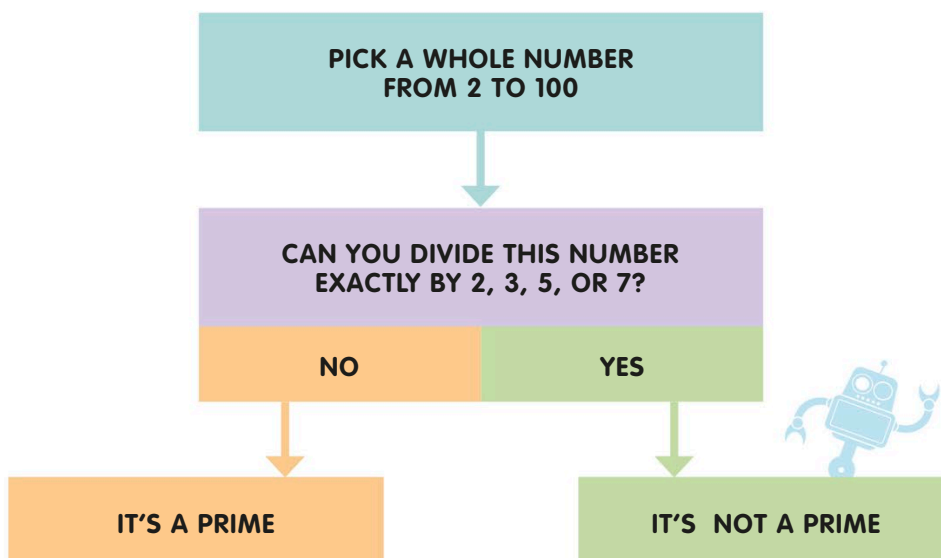 PICK A WHOLE NUMBER
FROM 2 TO 100
CAN YOU DIVIDE THIS NUMBER
EXACTLY BY 2, 3, 5, OR 7?
NO
YES
IT'S A PRIME
IT'S NOT A PRIME